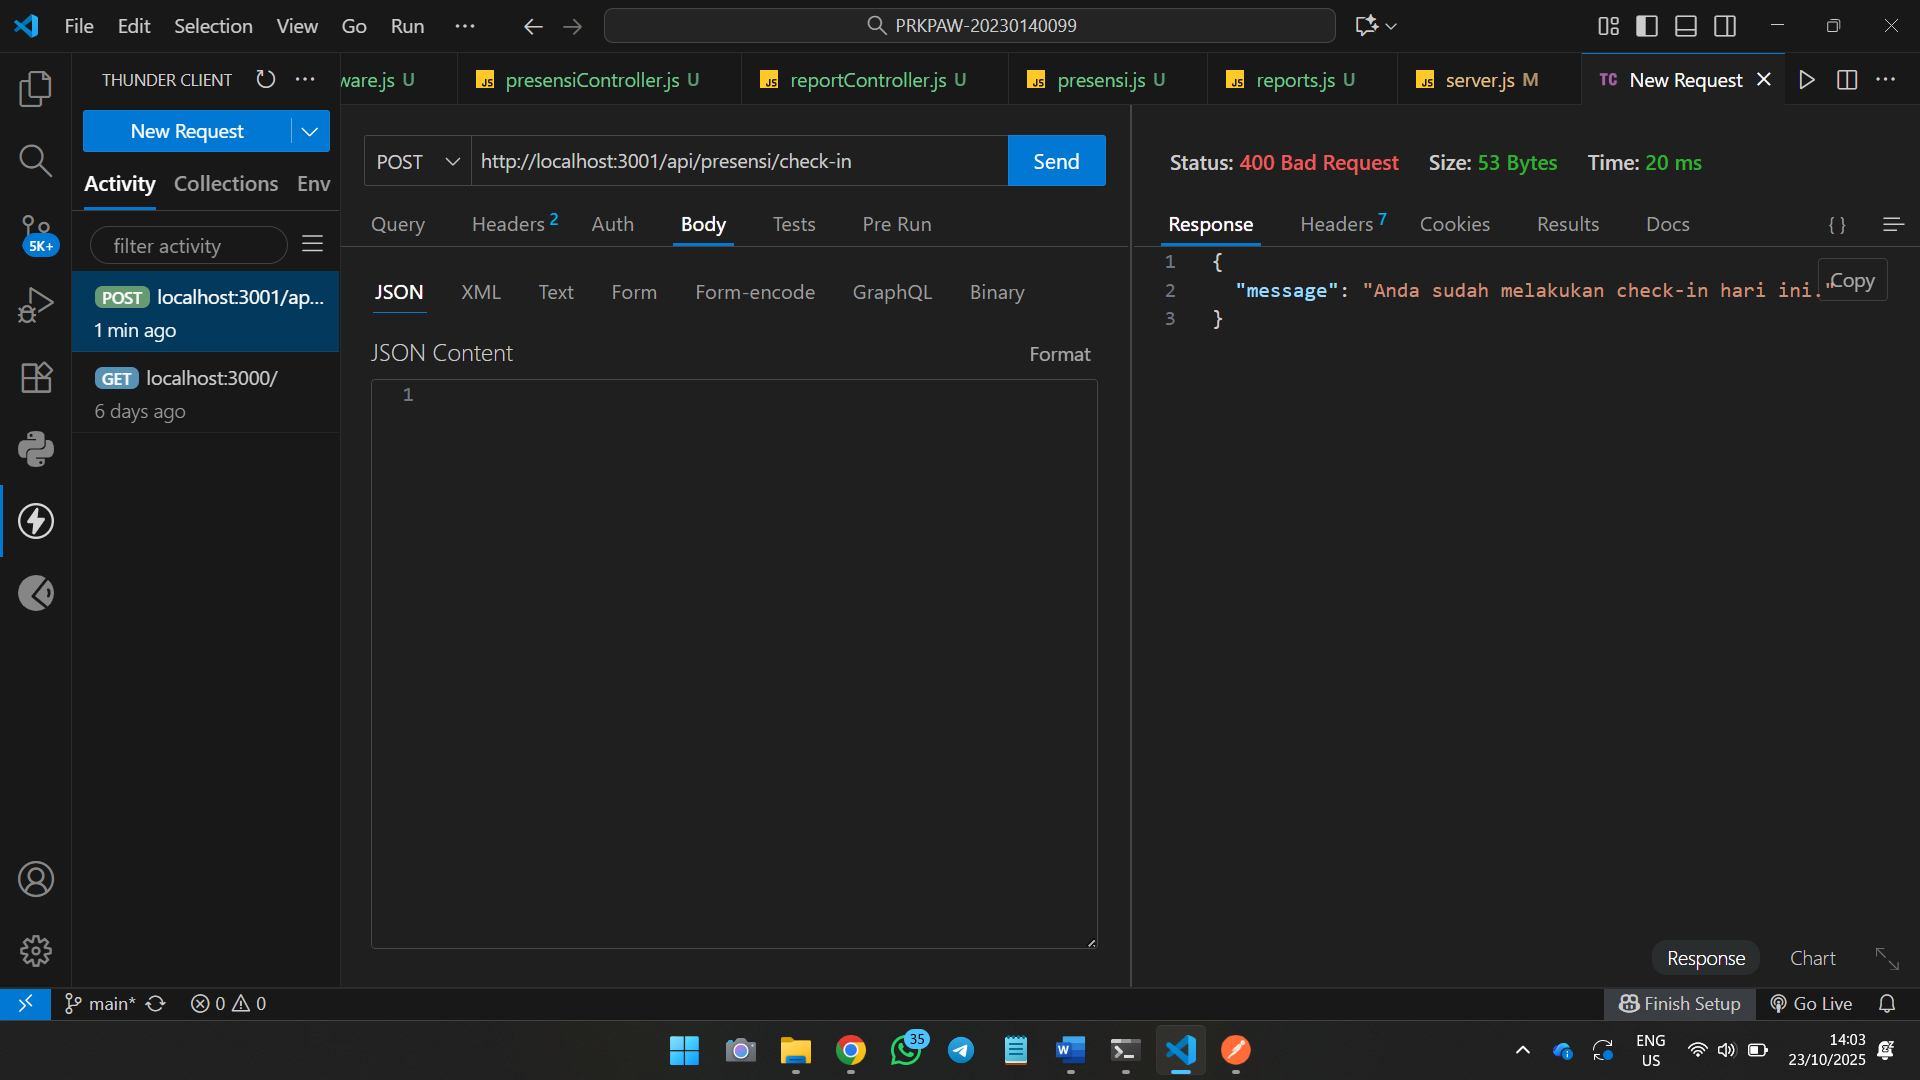 File Edit Selection View Go Run ···
PRKPAW-20230140099
THUNDER CLIENT
ware.js U
JS presensiController.js U
JS reportController.js U
JS presensi.js U
JS reports.js U
JS server.js M
TC New Request
New Request
Activity Collections Env
filter activity
POST localhost:3001/ap...
1 min ago
GET localhost:3000/
6 days ago
5K+
POST http://localhost:3001/api/presensi/check-in Send
Query Headers 2 Auth Body Tests Pre Run
JSON XML Text Form Form-encode GraphQL Binary
JSON Content Format
1
Status: 400 Bad Request Size: 53 Bytes Time: 20 ms
Response Headers 7 Cookies Results Docs { }
1 {
2 "message": "Anda sudah melakukan check-in hari ini."
3 }
Copy
Response Chart
main* 0 0
Finish Setup Go Live
35
ENG
US
14:03
23/10/2025